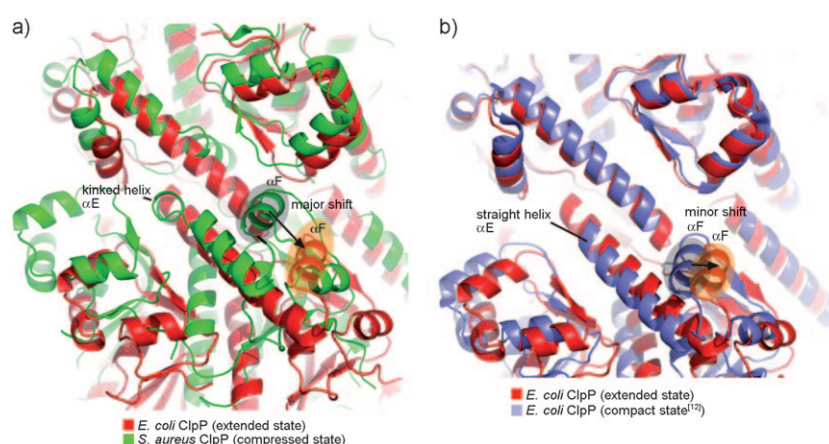 a)
αF
kinked helix
αE
major shift
αF
E. coli ClpP (extended state)
S. aureus ClpP (compressed state)
b)
straight helix
αE
minor shift
αF
αF
E. coli ClpP (extended state)
E. coli ClpP (compact state[12])